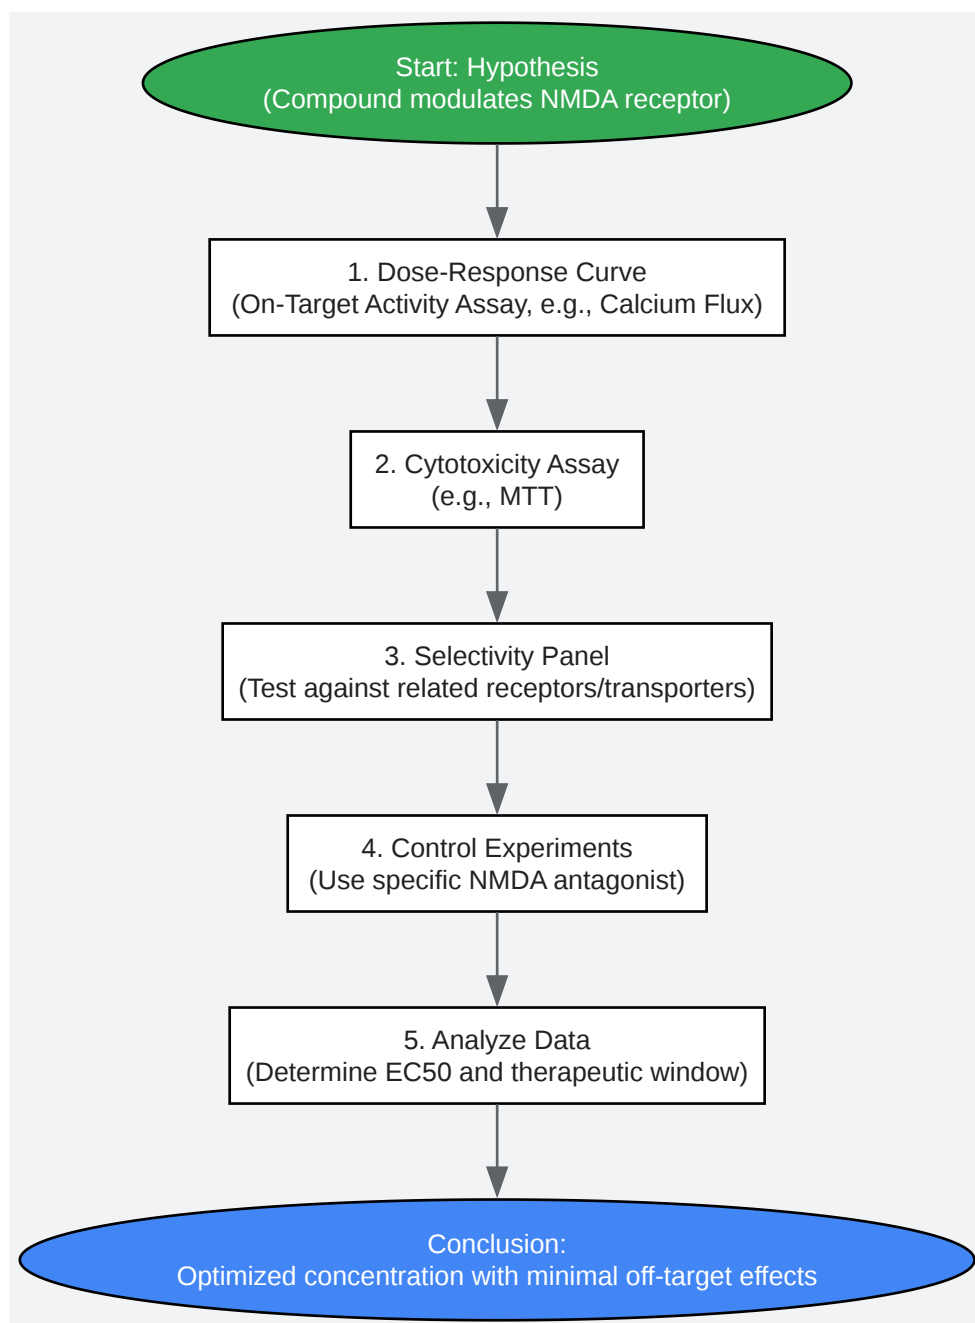 Start: Hypothesis
(Compound modulates NMDA receptor)
1. Dose-Response Curve
(On-Target Activity Assay, e.g., Calcium Flux)
2. Cytotoxicity Assay
(e.g., MTT)
3. Selectivity Panel
(Test against related receptors/transporters)
4. Control Experiments
(Use specific NMDA antagonist)
5. Analyze Data
(Determine EC50 and therapeutic window)
Conclusion:
Optimized concentration with minimal off-target effects